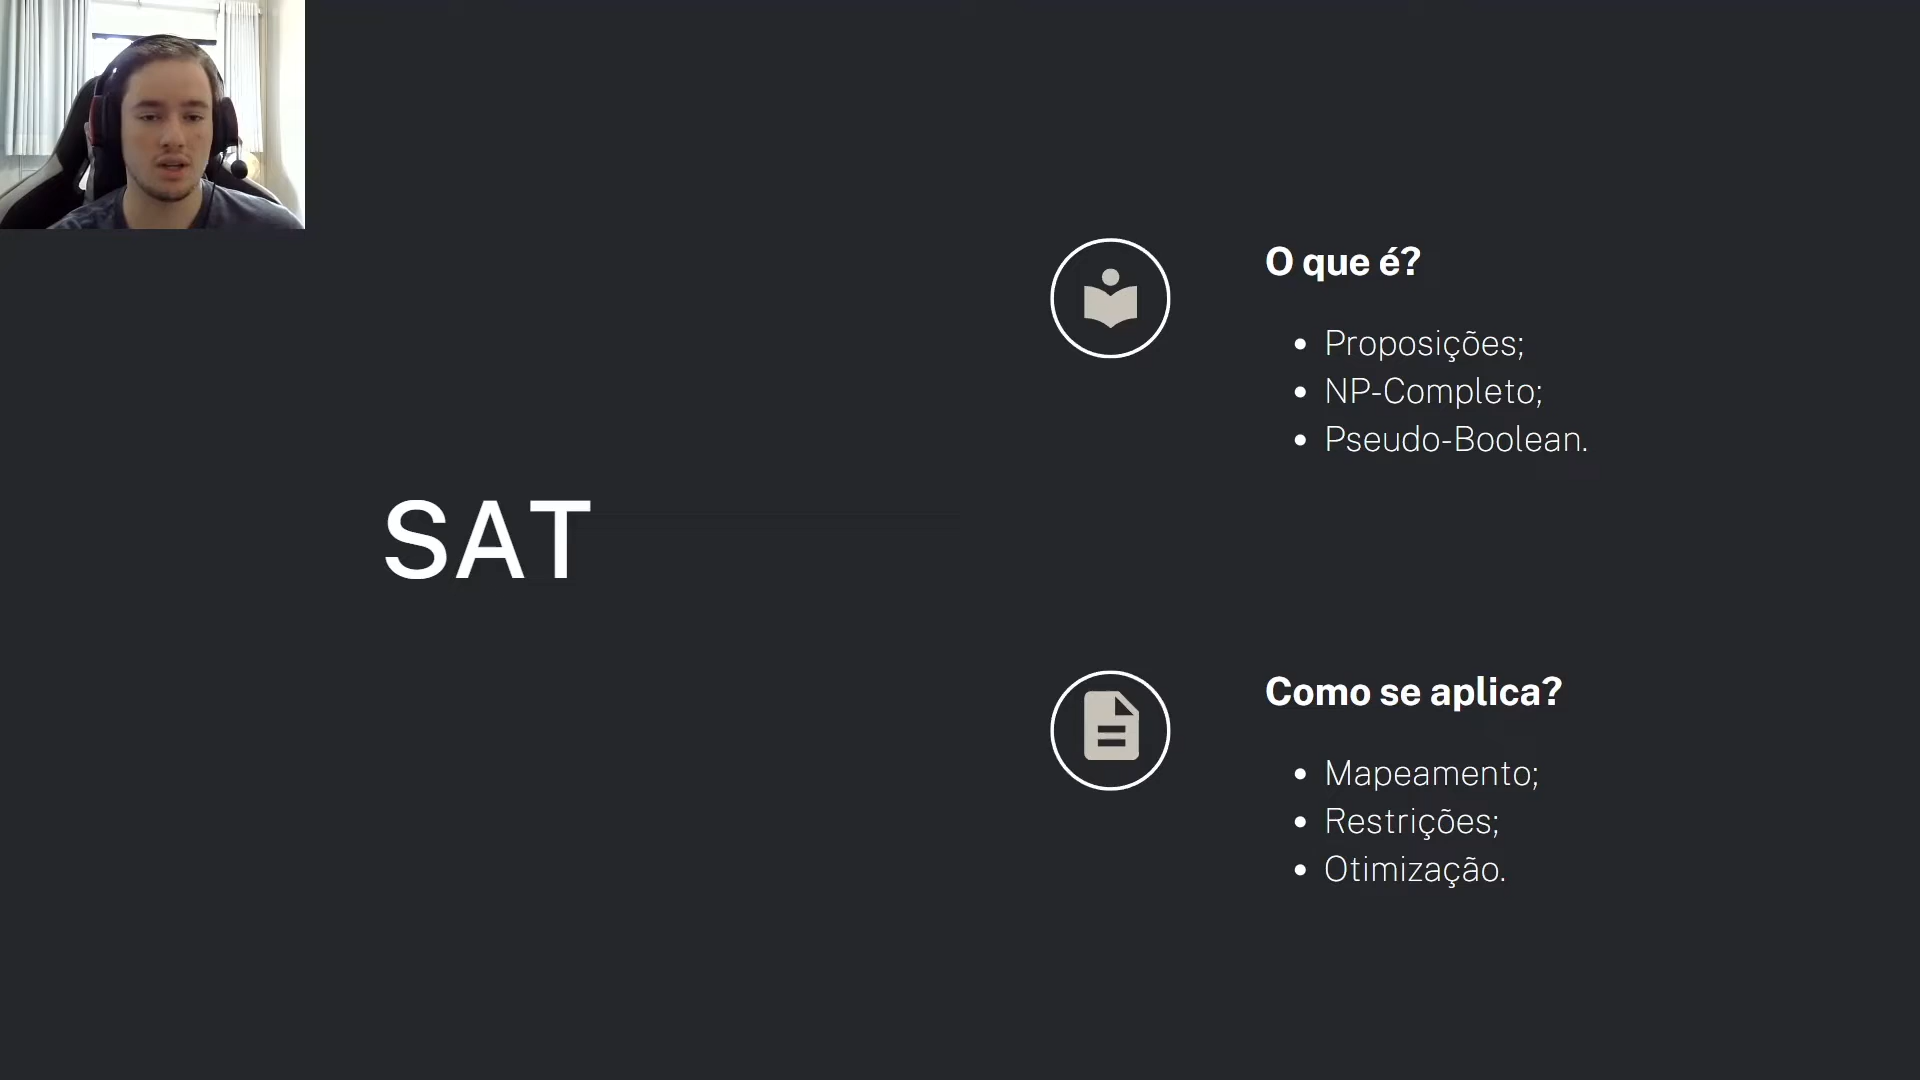 SAT
O que é?
Proposições;
NP-Completo;
Pseudo-Boolean.
Como se aplica?
Mapeamento;
Restrições;
Otimização.